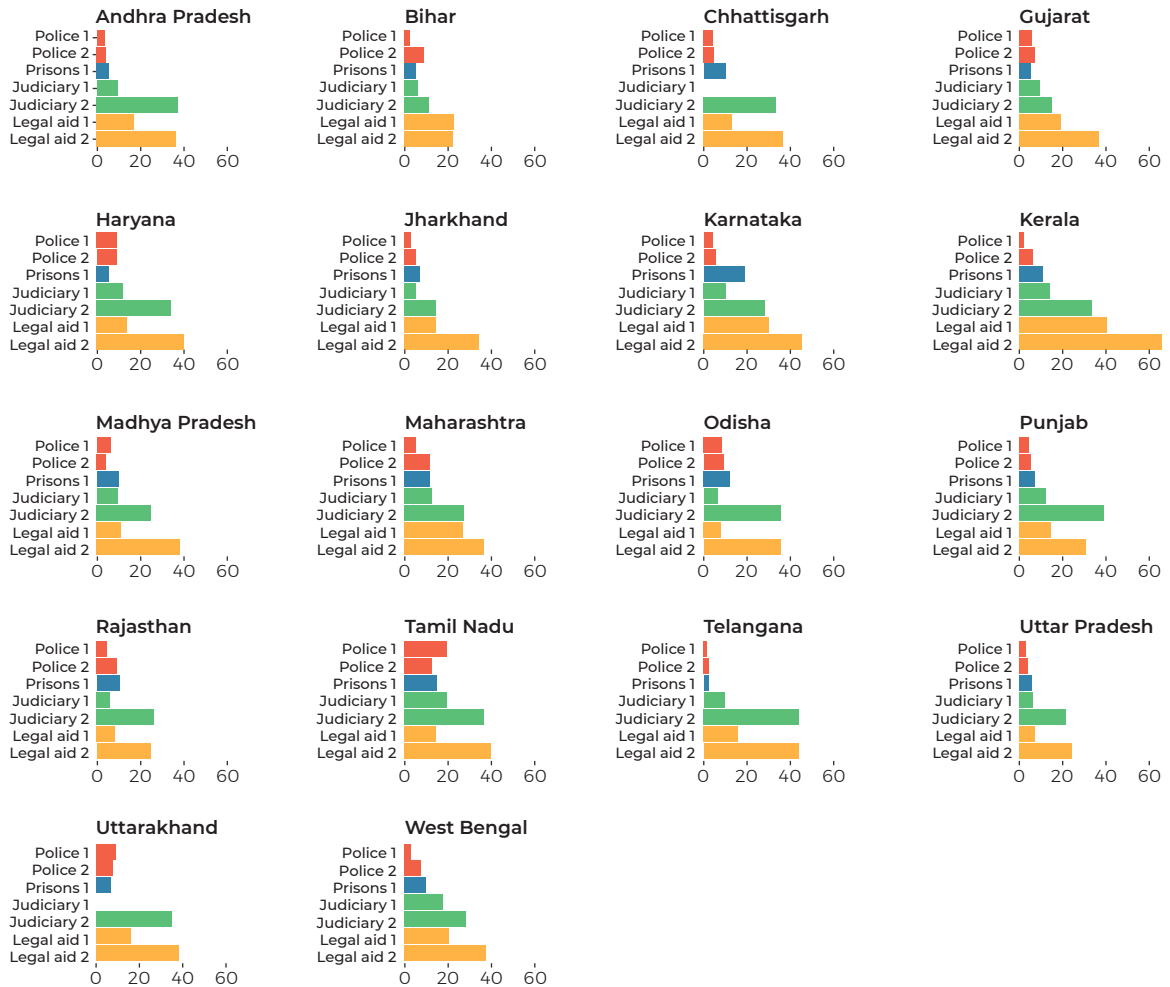 Andhra Pradesh
Police 1
Police 2
Prisons 1
Judiciary 1
Judiciary 2
Legal aid 1
Legal aid 2
0 20 40 60
Bihar
Police 1
Police 2
Prisons 1
Judiciary 1
Judiciary 2
Legal aid 1
Legal aid 2
0 20 40 60
Chhattisgarh
Police 1
Police 2
Prisons 1
Judiciary 1
Judiciary 2
Legal aid 1
Legal aid 2
0 20 40 60
Gujarat
Police 1
Police 2
Prisons 1
Judiciary 1
Judiciary 2
Legal aid 1
Legal aid 2
0 20 40 60
Haryana
Police 1
Police 2
Prisons 1
Judiciary 1
Judiciary 2
Legal aid 1
Legal aid 2
0 20 40 60
Jharkhand
Police 1
Police 2
Prisons 1
Judiciary 1
Judiciary 2
Legal aid 1
Legal aid 2
0 20 40 60
Karnataka
Police 1
Police 2
Prisons 1
Judiciary 1
Judiciary 2
Legal aid 1
Legal aid 2
0 20 40 60
Kerala
Police 1
Police 2
Prisons 1
Judiciary 1
Judiciary 2
Legal aid 1
Legal aid 2
0 20 40 60
Madhya Pradesh
Police 1
Police 2
Prisons 1
Judiciary 1
Judiciary 2
Legal aid 1
Legal aid 2
0 20 40 60
Maharashtra
Police 1
Police 2
Prisons 1
Judiciary 1
Judiciary 2
Legal aid 1
Legal aid 2
0 20 40 60
Odisha
Police 1
Police 2
Prisons 1
Judiciary 1
Judiciary 2
Legal aid 1
Legal aid 2
0 20 40 60
Punjab
Police 1
Police 2
Prisons 1
Judiciary 1
Judiciary 2
Legal aid 1
Legal aid 2
0 20 40 60
Rajasthan
Police 1
Police 2
Prisons 1
Judiciary 1
Judiciary 2
Legal aid 1
Legal aid 2
0 20 40 60
Tamil Nadu
Police 1
Police 2
Prisons 1
Judiciary 1
Judiciary 2
Legal aid 1
Legal aid 2
0 20 40 60
Telangana
Police 1
Police 2
Prisons 1
Judiciary 1
Judiciary 2
Legal aid 1
Legal aid 2
0 20 40 60
Uttar Pradesh
Police 1
Police 2
Prisons 1
Judiciary 1
Judiciary 2
Legal aid 1
Legal aid 2
0 20 40 60
Uttarakhand
Police 1
Police 2
Prisons 1
Judiciary 1
Judiciary 2
Legal aid 1
Legal aid 2
0 20 40 60
West Bengal
Police 1
Police 2
Prisons 1
Judiciary 1
Judiciary 2
Legal aid 1
Legal aid 2
0 20 40 60